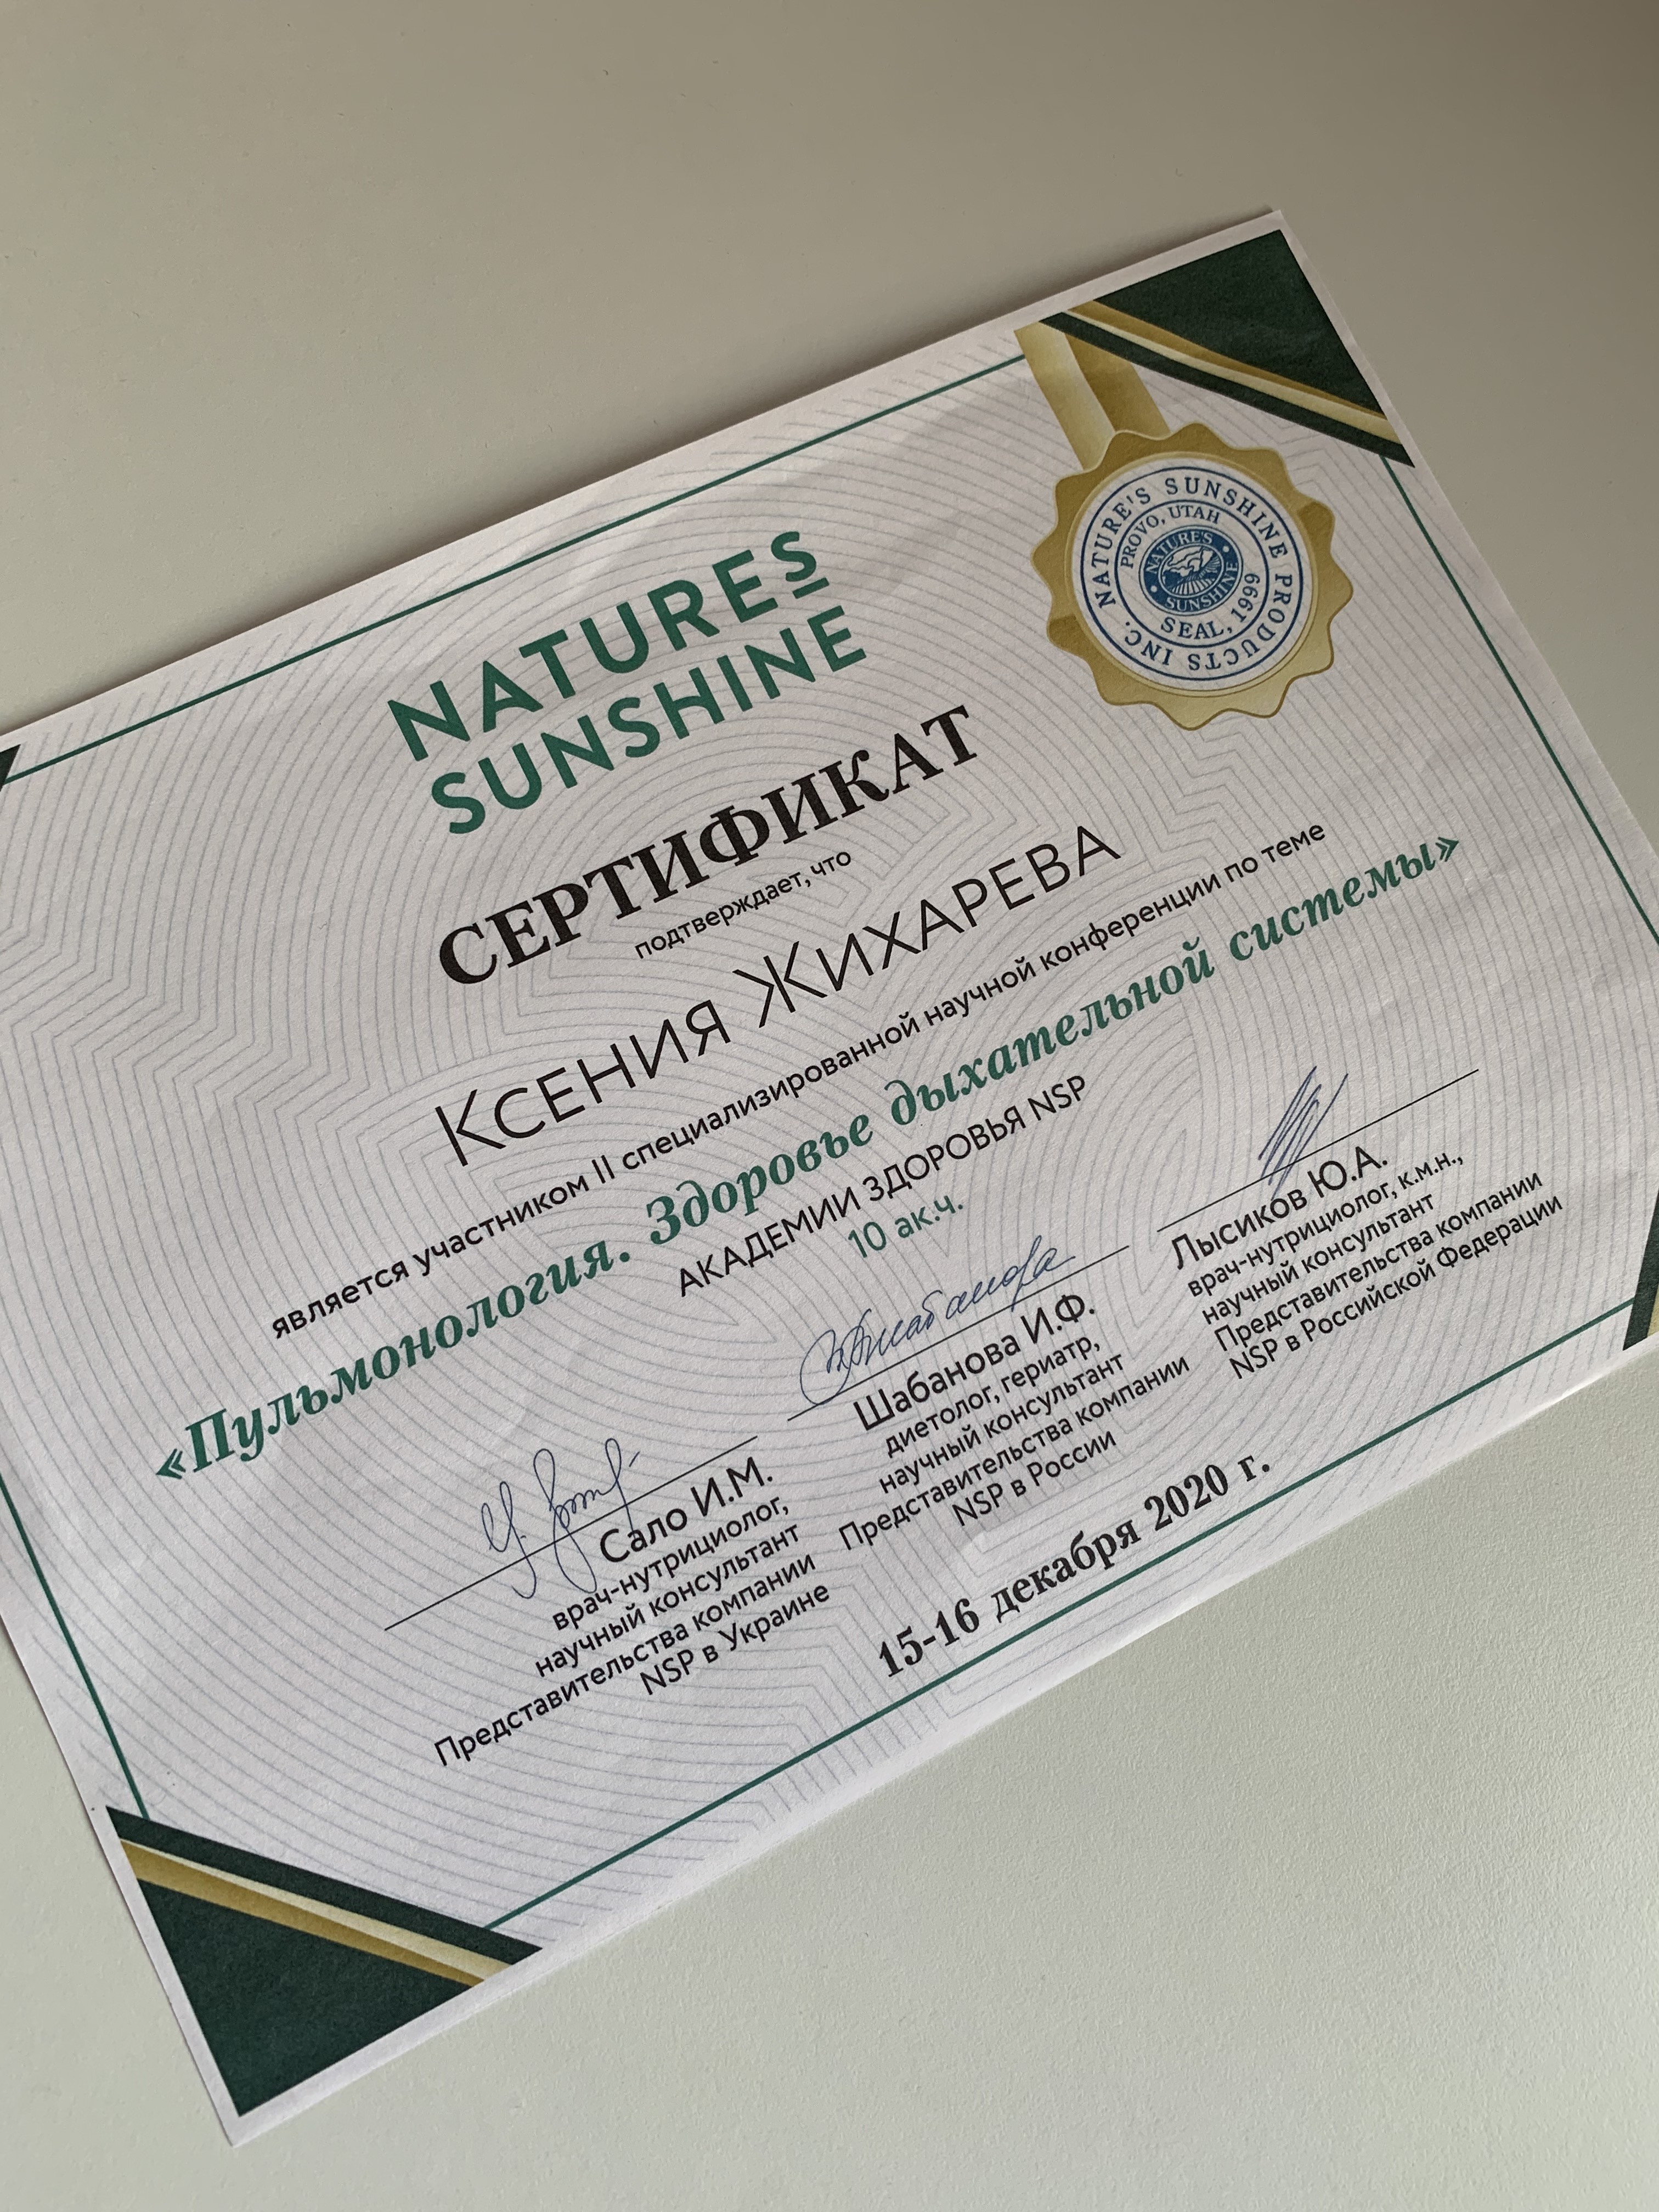 NATURES
SUNSHINE
NATURE'S SUNSHINE PRODUCTS INC.
PROVO, UTAH
SEAL, 1999
NATURE'S
SUNSHINE
СЕРТИФИКАТ
подтверждает, что
КСЕНИЯ ЖИХАРЕВА
является участником II специализированной научной конференции по теме
«Пульмонология. Здоровье дыхательной системы»
АКАДЕМИИ ЗДОРОВЬЯ NSP
10 ак.ч.
Сало И.М.
врач-нутрициолог,
научный консультант
Представительства компании
NSP в Украине
Шабанова И.Ф.
диетолог, гериатр,
научный консультант
Представительства компании
NSP в России
Лысиков Ю.А.
врач-нутрициолог, к.м.н.,
научный консультант
Представительства компании
NSP в Российской Федерации
15-16 декабря 2020 г.